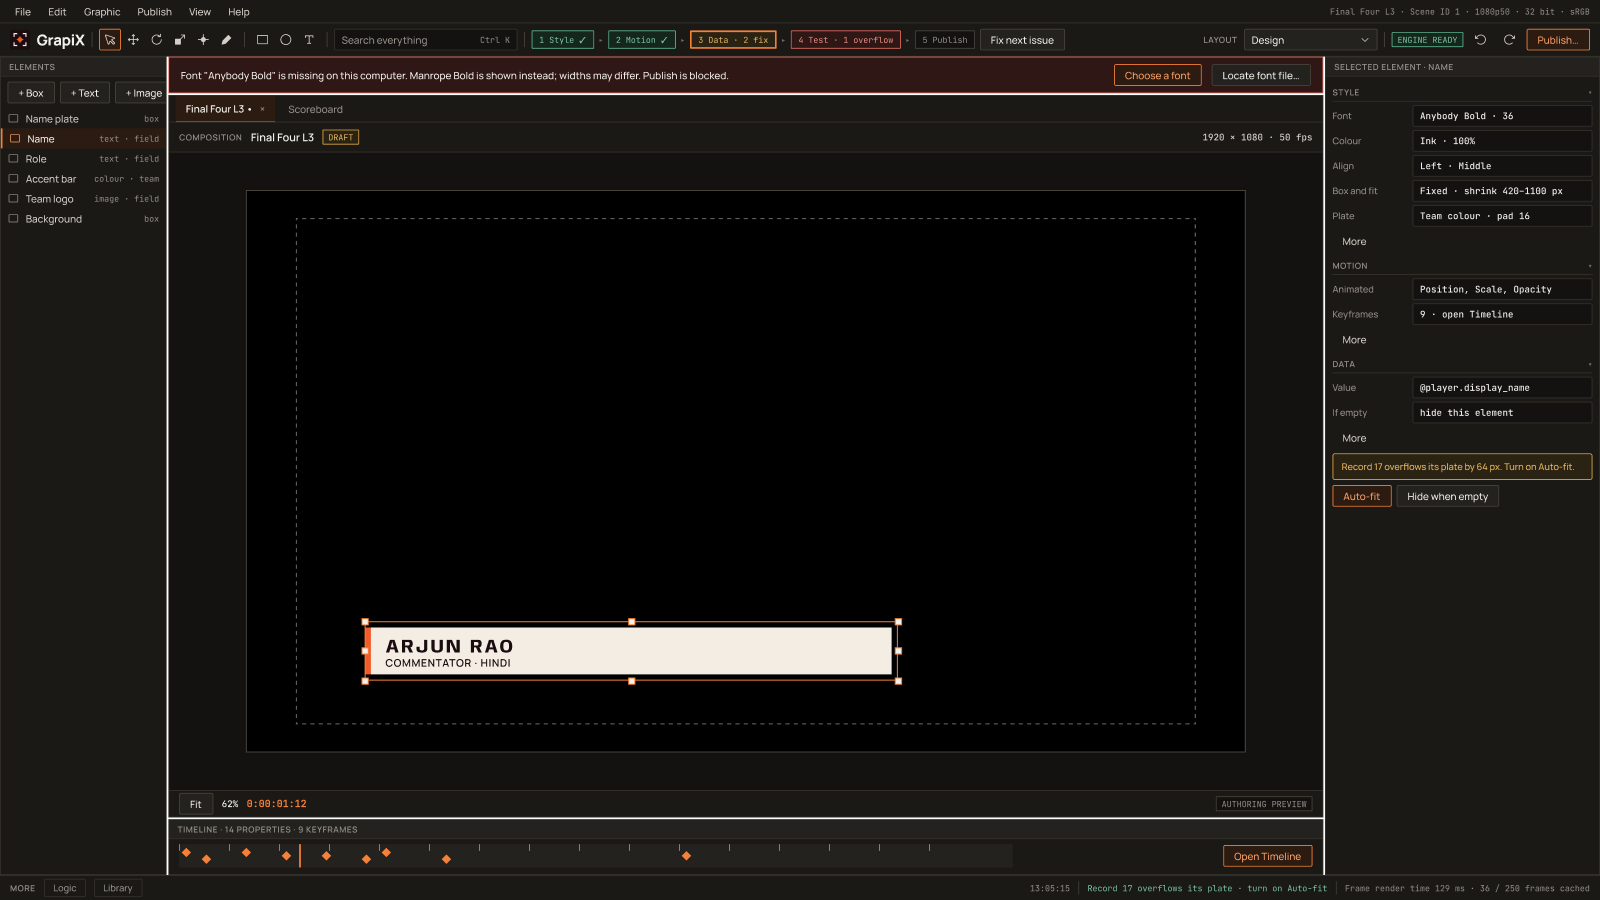 File Edit Graphic Publish View Help
Final Four L3 · Scene ID 1 · 1080p50 · 32 bit · sRGB
GrapiX
Search everything Ctrl K
1 Style ✓ 2 Motion ✓ 3 Data · 2 fix 4 Test · 1 overflow 5 Publish Fix next issue
LAYOUT Design ENGINE READY Publish...
ELEMENTS
+ Box + Text + Image
Name plate box
Name text · field
Role text · field
Accent bar colour · team
Team logo image · field
Background box
Font "Anybody Bold" is missing on this computer. Manrope Bold is shown instead; widths may differ. Publish is blocked.
Choose a font Locate font file...
Final Four L3 • × Scoreboard
COMPOSITION Final Four L3 DRAFT 1920 × 1080 · 50 fps
ARJUN RAO
COMMENTATOR · HINDI
Fit 62% 0:00:01:12 AUTHORING PREVIEW
TIMELINE · 14 PROPERTIES · 9 KEYFRAMES
Open Timeline
SELECTED ELEMENT · NAME
STYLE
Font Anybody Bold · 36
Colour Ink · 100%
Align Left · Middle
Box and fit Fixed · shrink 420–1100 px
Plate Team colour · pad 16
More
MOTION
Animated Position, Scale, Opacity
Keyframes 9 · open Timeline
More
DATA
Value @player.display_name
If empty hide this element
More
Record 17 overflows its plate by 64 px. Turn on Auto-fit.
Auto-fit Hide when empty
MORE Logic Library
13:05:15 Record 17 overflows its plate · turn on Auto-fit Frame render time 129 ms · 36 / 250 frames cached